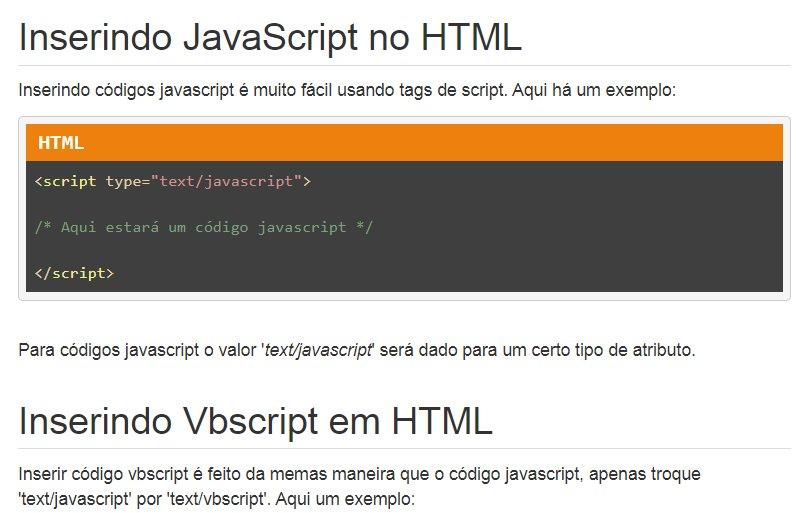 Inserindo JavaScript no HTML
Inserindo códigos javascript é muito fácil usando tags de script. Aqui há um exemplo:
HTML
<script type="text/javascript">
/* Aqui estará um código javascript */
</script>
Para códigos javascript o valor 'text/javascript' será dado para um certo tipo de atributo.
Inserindo Vbscript em HTML
Inserir código vbscript é feito da memas maneira que o código javascript, apenas troque
'text/javascript' por 'text/vbscript'. Aqui um exemplo: